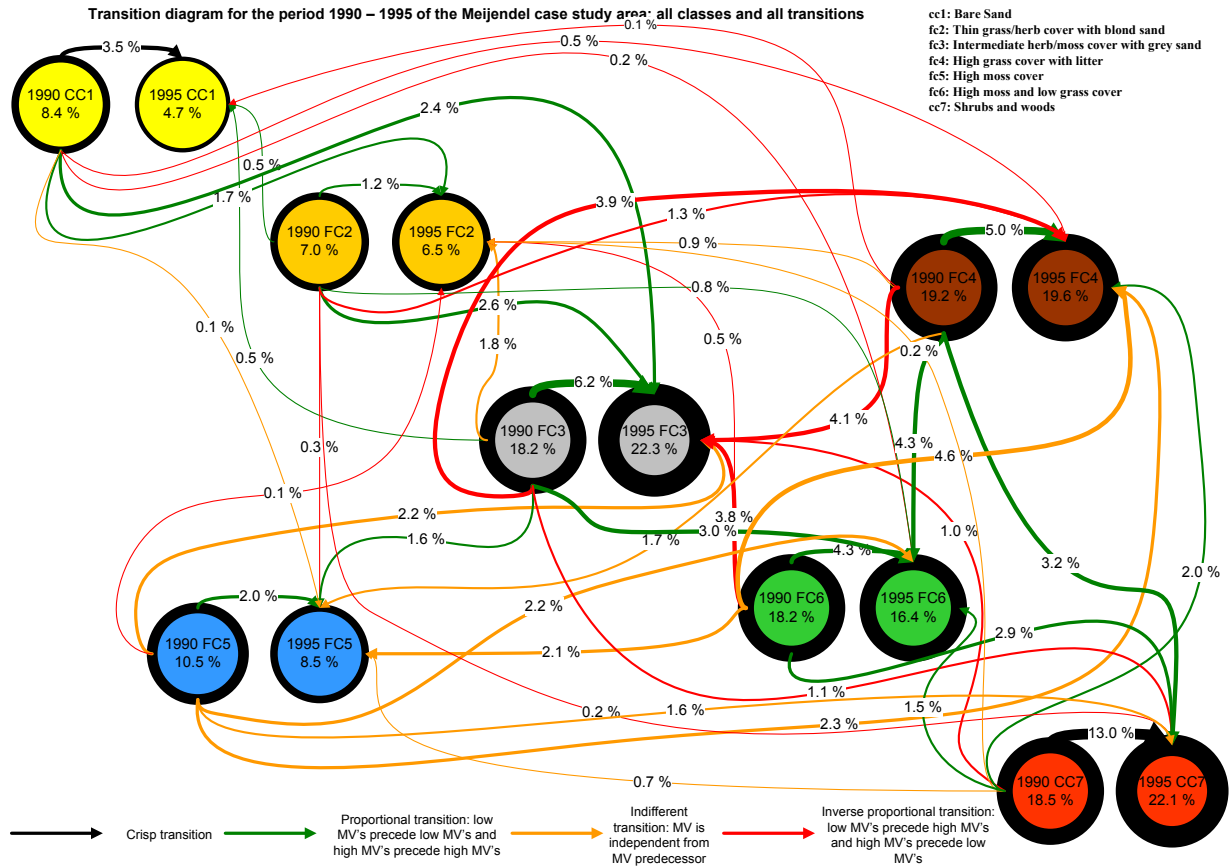 Transition diagram for the period 1990 – 1995 of the Meijendel case study area: all classes and all transitions
cc1: Bare Sand
fc2: Thin grass/herb cover with blond sand
fc3: Intermediate herb/moss cover with grey sand
fc4: High grass cover with litter
fc5: High moss cover
fc6: High moss and low grass cover
cc7: Shrubs and woods
0.1 %
0.5 %
0.2 %
3.5 %
1990 CC1
8.4 %
1995 CC1
4.7 %
2.4 %
0.5 %
1.7 %
1.2 %
3.9 %
1.3 %
1990 FC2
7.0 %
1995 FC2
6.5 %
0.9 %
5.0 %
1990 FC4
19.2 %
1995 FC4
19.6 %
0.8 %
2.6 %
0.1 %
1.8 %
0.5 %
0.2 %
0.5 %
6.2 %
4.1 %
1990 FC3
18.2 %
1995 FC3
22.3 %
0.3 %
4.3 %
4.6 %
0.1 %
2.2 %
3.8 %
3.0 %
1.0 %
1.6 %
1.7 %
4.3 %
3.2 %
2.0 %
2.0 %
2.2 %
1990 FC6
18.2 %
1995 FC6
16.4 %
1990 FC5
10.5 %
1995 FC5
8.5 %
2.1 %
2.9 %
1.1 %
1.5 %
0.2 %
1.6 %
2.3 %
13.0 %
0.7 %
1990 CC7
18.5 %
1995 CC7
22.1 %
Crisp transition
Proportional transition: low
MV's precede low MV's and
high MV's precede high MV's
Indifferent
transition: MV is
independent from
MV predecessor
Inverse proportional transition:
low MV's precede high MV's
and high MV's precede low
MV's